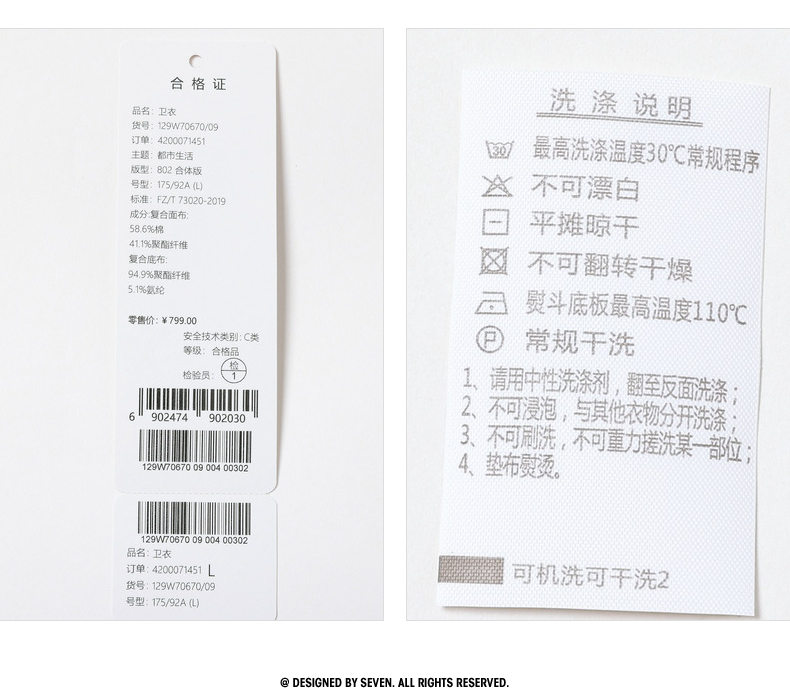 合格证
品名: 卫衣
货号: 129W70670/09
订单: 4200071451
主题: 都市生活
版型: 802 合体版
号型: 175/92A (L)
标准: FZ/T 73020-2019
成分:复合面布:
58.6%棉
41.1%聚酯纤维
复合底布:
94.9%聚酯纤维
5.1%氨纶
零售价: ¥799.00
安全技术类别: C类
等级: 合格品
检验员: 检 1
6 902474 902030
129W70670 09 004 00302
129W70670 09 004 00302
品名: 卫衣
订单: 4200071451 L
货号: 129W70670/09
号型: 175/92A (L)
洗涤说明
30 最高洗涤温度30℃常规程序
不可漂白
平摊晾干
不可翻转干燥
熨斗底板最高温度110℃
P 常规干洗
1、请用中性洗涤剂，翻至反面洗涤；
2、不可浸泡，与其他衣物分开洗涤；
3、不可刷洗，不可重力搓洗某一部位；
4、垫布熨烫。
可机洗可干洗2
@ DESIGNED BY SEVEN. ALL RIGHTS RESERVED.